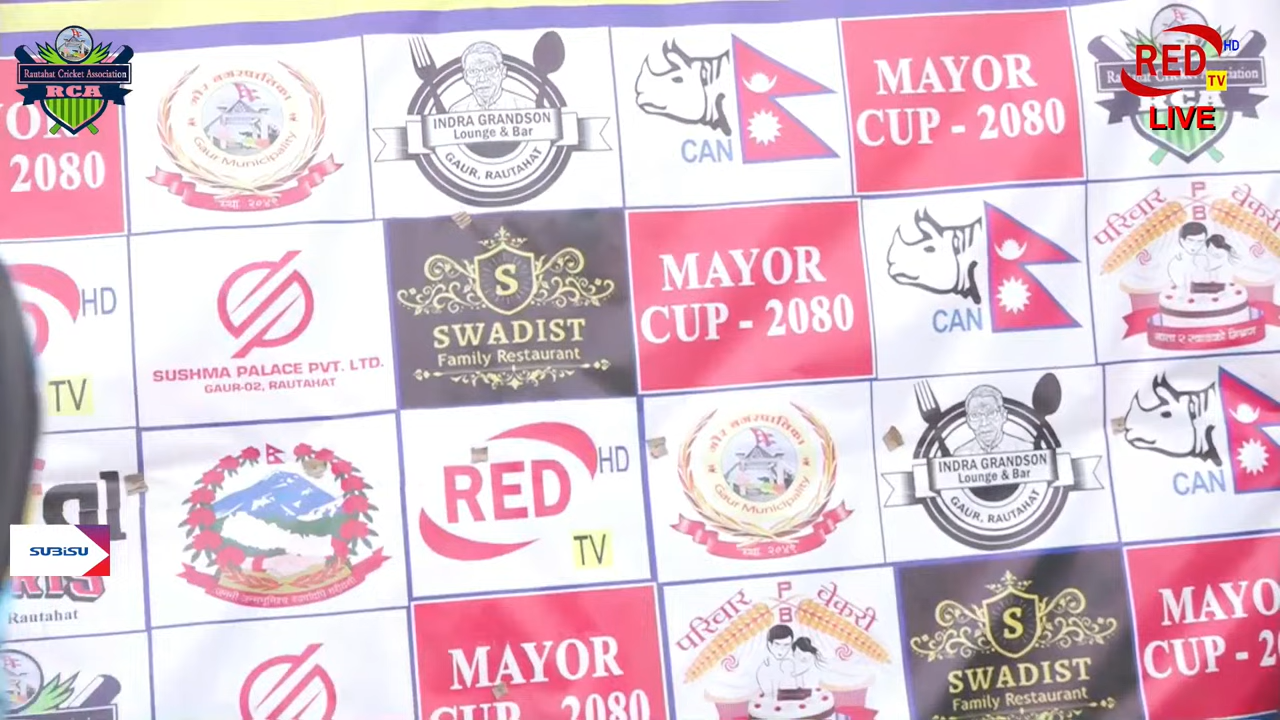 Rautahat Cricket Association
RCA
2080
गौर नगरपालिका
Gaur Municipality
INDRA GRANDSON
Lounge & Bar
GAUR, RAUTAHAT
CAN
MAYOR
CUP - 2080
RED HD
TV
LIVE
HD
TV
SUSHMA PALACE PVT. LTD.
GAUR-02, RAUTAHAT
S
SWADIST
Family Restaurant
MAYOR
CUP - 2080
CAN
परिवार P B बेकरी
SUBISU
Rautahat
RED HD
TV
गौर नगरपालिका
Gaur Municipality
INDRA GRANDSON
Lounge & Bar
GAUR, RAUTAHAT
CAN
MAYOR
CUP - 2080
परिवार P B बेकरी
S
SWADIST
Family Restaurant
MAYO
CUP - 2